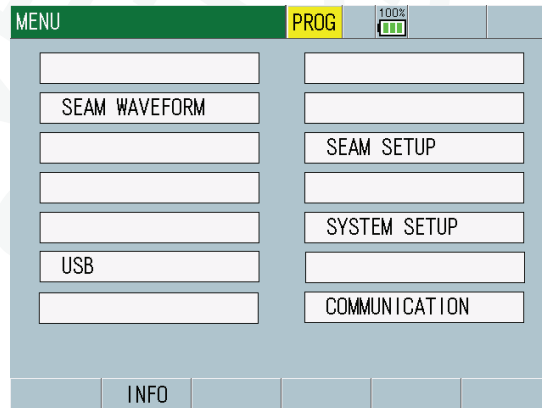 MENU PROG 100%
SEAM WAVEFORM
SEAM SETUP
SYSTEM SETUP
USB
COMMUNICATION
INFO